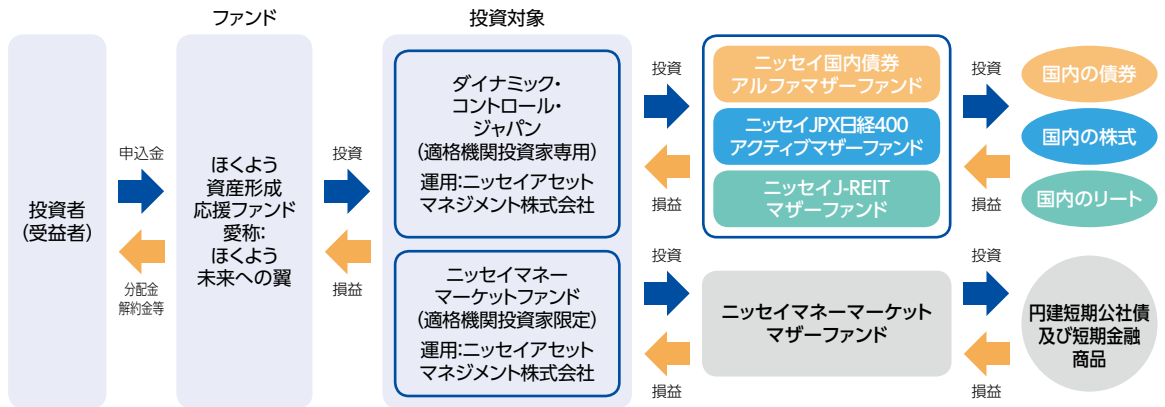 ファンド
投資対象
投資者
(受益者)
申込金
分配金
解約金等
ほくよう
資産形成
応援ファンド
愛称:
ほくよう
未来への翼
投資
損益
ダイナミック・
コントロール・
ジャパン
(適格機関投資家専用)
運用:ニッセイアセット
マネジメント株式会社
投資
損益
ニッセイ国内債券
アルファマザーファンド
ニッセイJPX日経400
アクティブマザーファンド
ニッセイJ-REIT
マザーファンド
投資
損益
国内の債券
国内の株式
国内のリート
ニッセイマネー
マーケットファンド
(適格機関投資家限定)
運用:ニッセイアセット
マネジメント株式会社
投資
損益
ニッセイマネーマーケット
マザーファンド
投資
損益
円建短期公社債
及び短期金融
商品